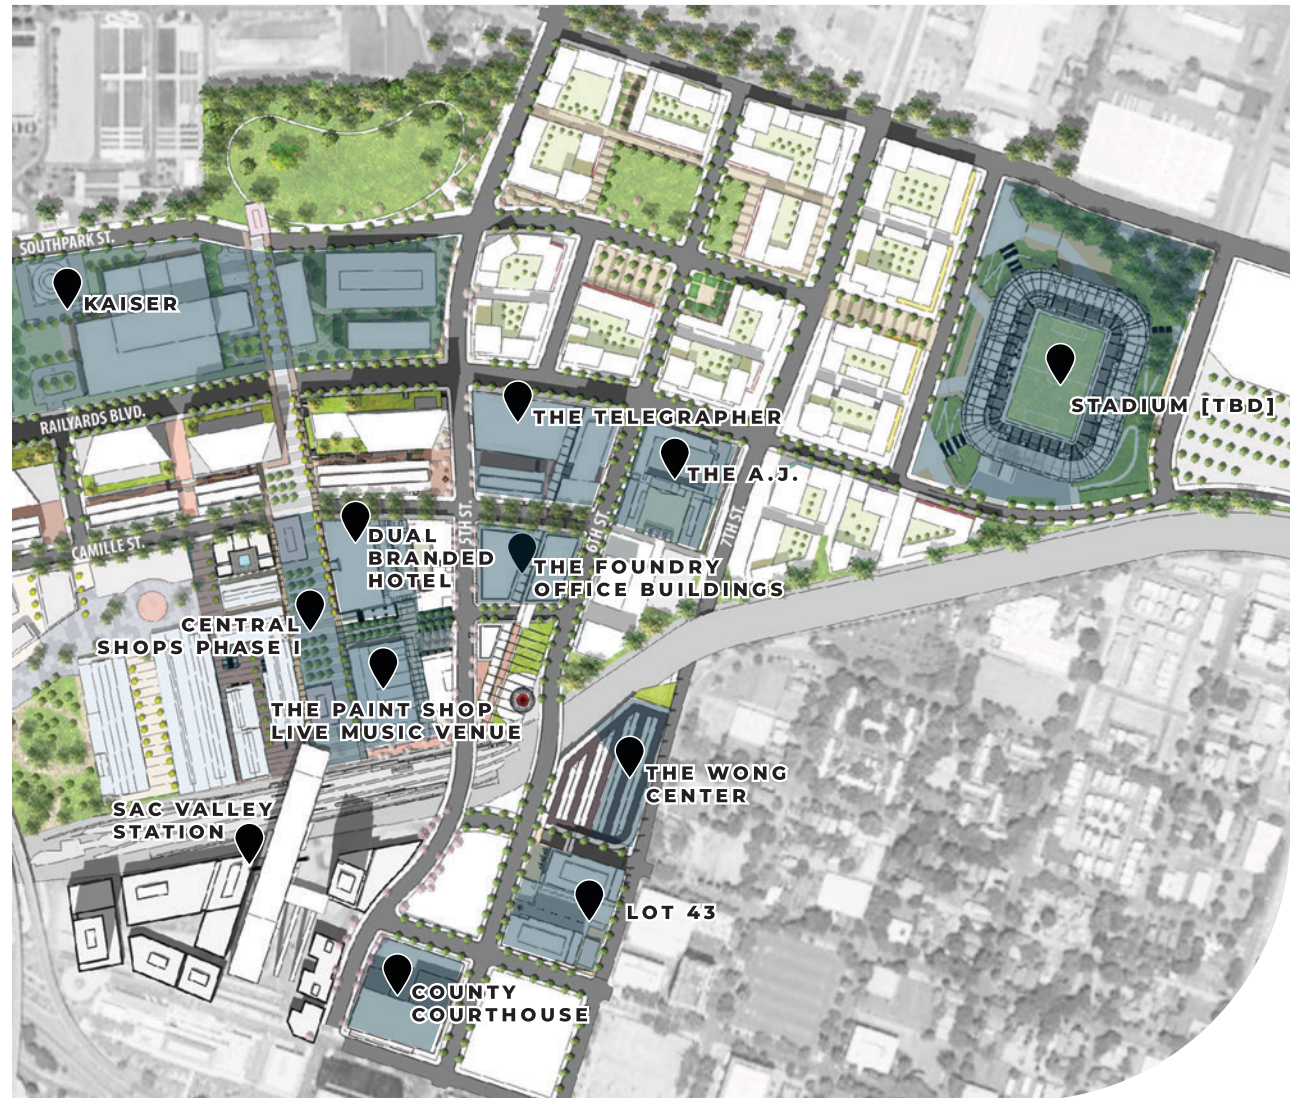 SOUTHPARK ST.
KAISER
RAILYARDS BLVD.
THE TELEGRAPHER
STADIUM [TBD]
THE A.J.
5TH ST.
6TH ST.
7TH ST.
CAMILLE ST.
DUAL
BRANDED
HOTEL
THE FOUNDRY
OFFICE BUILDINGS
CENTRAL
SHOPS PHASE I
THE PAINT SHOP
LIVE MUSIC VENUE
THE WONG
CENTER
SAC VALLEY
STATION
LOT 43
COUNTY
COURTHOUSE